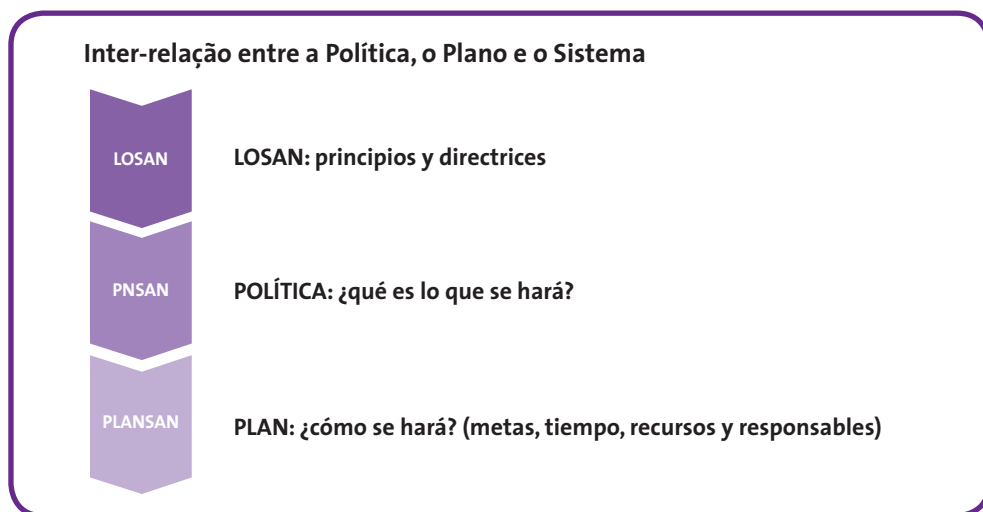 Inter-relação entre a Política, o Plano e o Sistema
LOSAN
LOSAN: principios y directrices
PNSAN
POLÍTICA: ¿qué es lo que se hará?
PLANSAN
PLAN: ¿cómo se hará? (metas, tiempo, recursos y responsables)